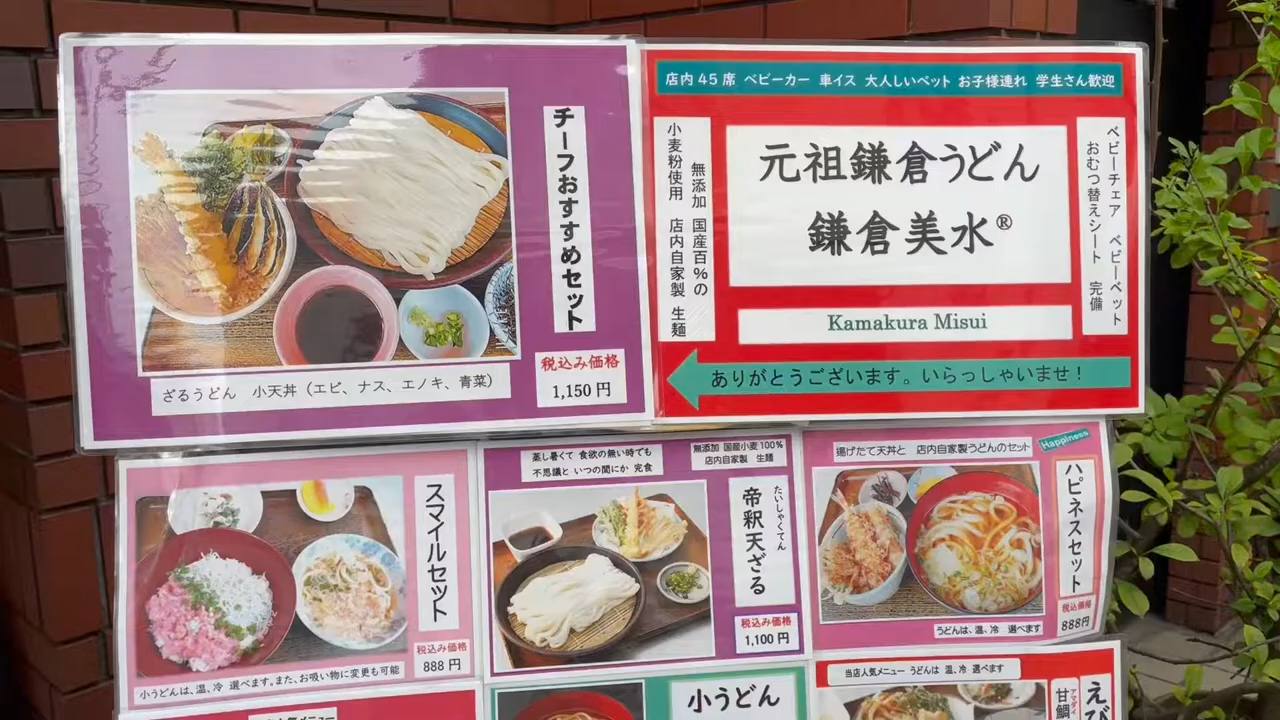 チーフおすすめセット
ざるうどん 小天丼(エビ、ナス、エノキ、青菜)
税込み価格
1,150円
店内45席 ベビーカー 車イス 大人しいペット お子様連れ 学生さん歓迎
無添加 国産百%の
小麦粉使用 店内自家製 生麺
元祖鎌倉うどん
鎌倉美水®
Kamakura Misui
ベビーチェア ベビーベット
おむつ替えシート 完備
ありがとうございます。いらっしゃいませ!
スマイルセット
税込み価格
888円
小うどんは、温、冷 選べます。また、お吸い物に変更も可能
蒸し暑くて 食欲の無い時でも
不思議と いつの間にか 完食
無添加 国産小麦100%
店内自家製 生麺
たいしゃくてん
帝釈天ざる
税込み価格
1,100円
揚げたて天丼と 店内自家製うどんのセット
Happiness
ハピネスセット
税込み価格
888円
うどんは、温、冷 選べます
人気メニュー
小うどん
当店人気メニュー うどんは 温、冷 選べます
アマダイ
甘鯛
えび